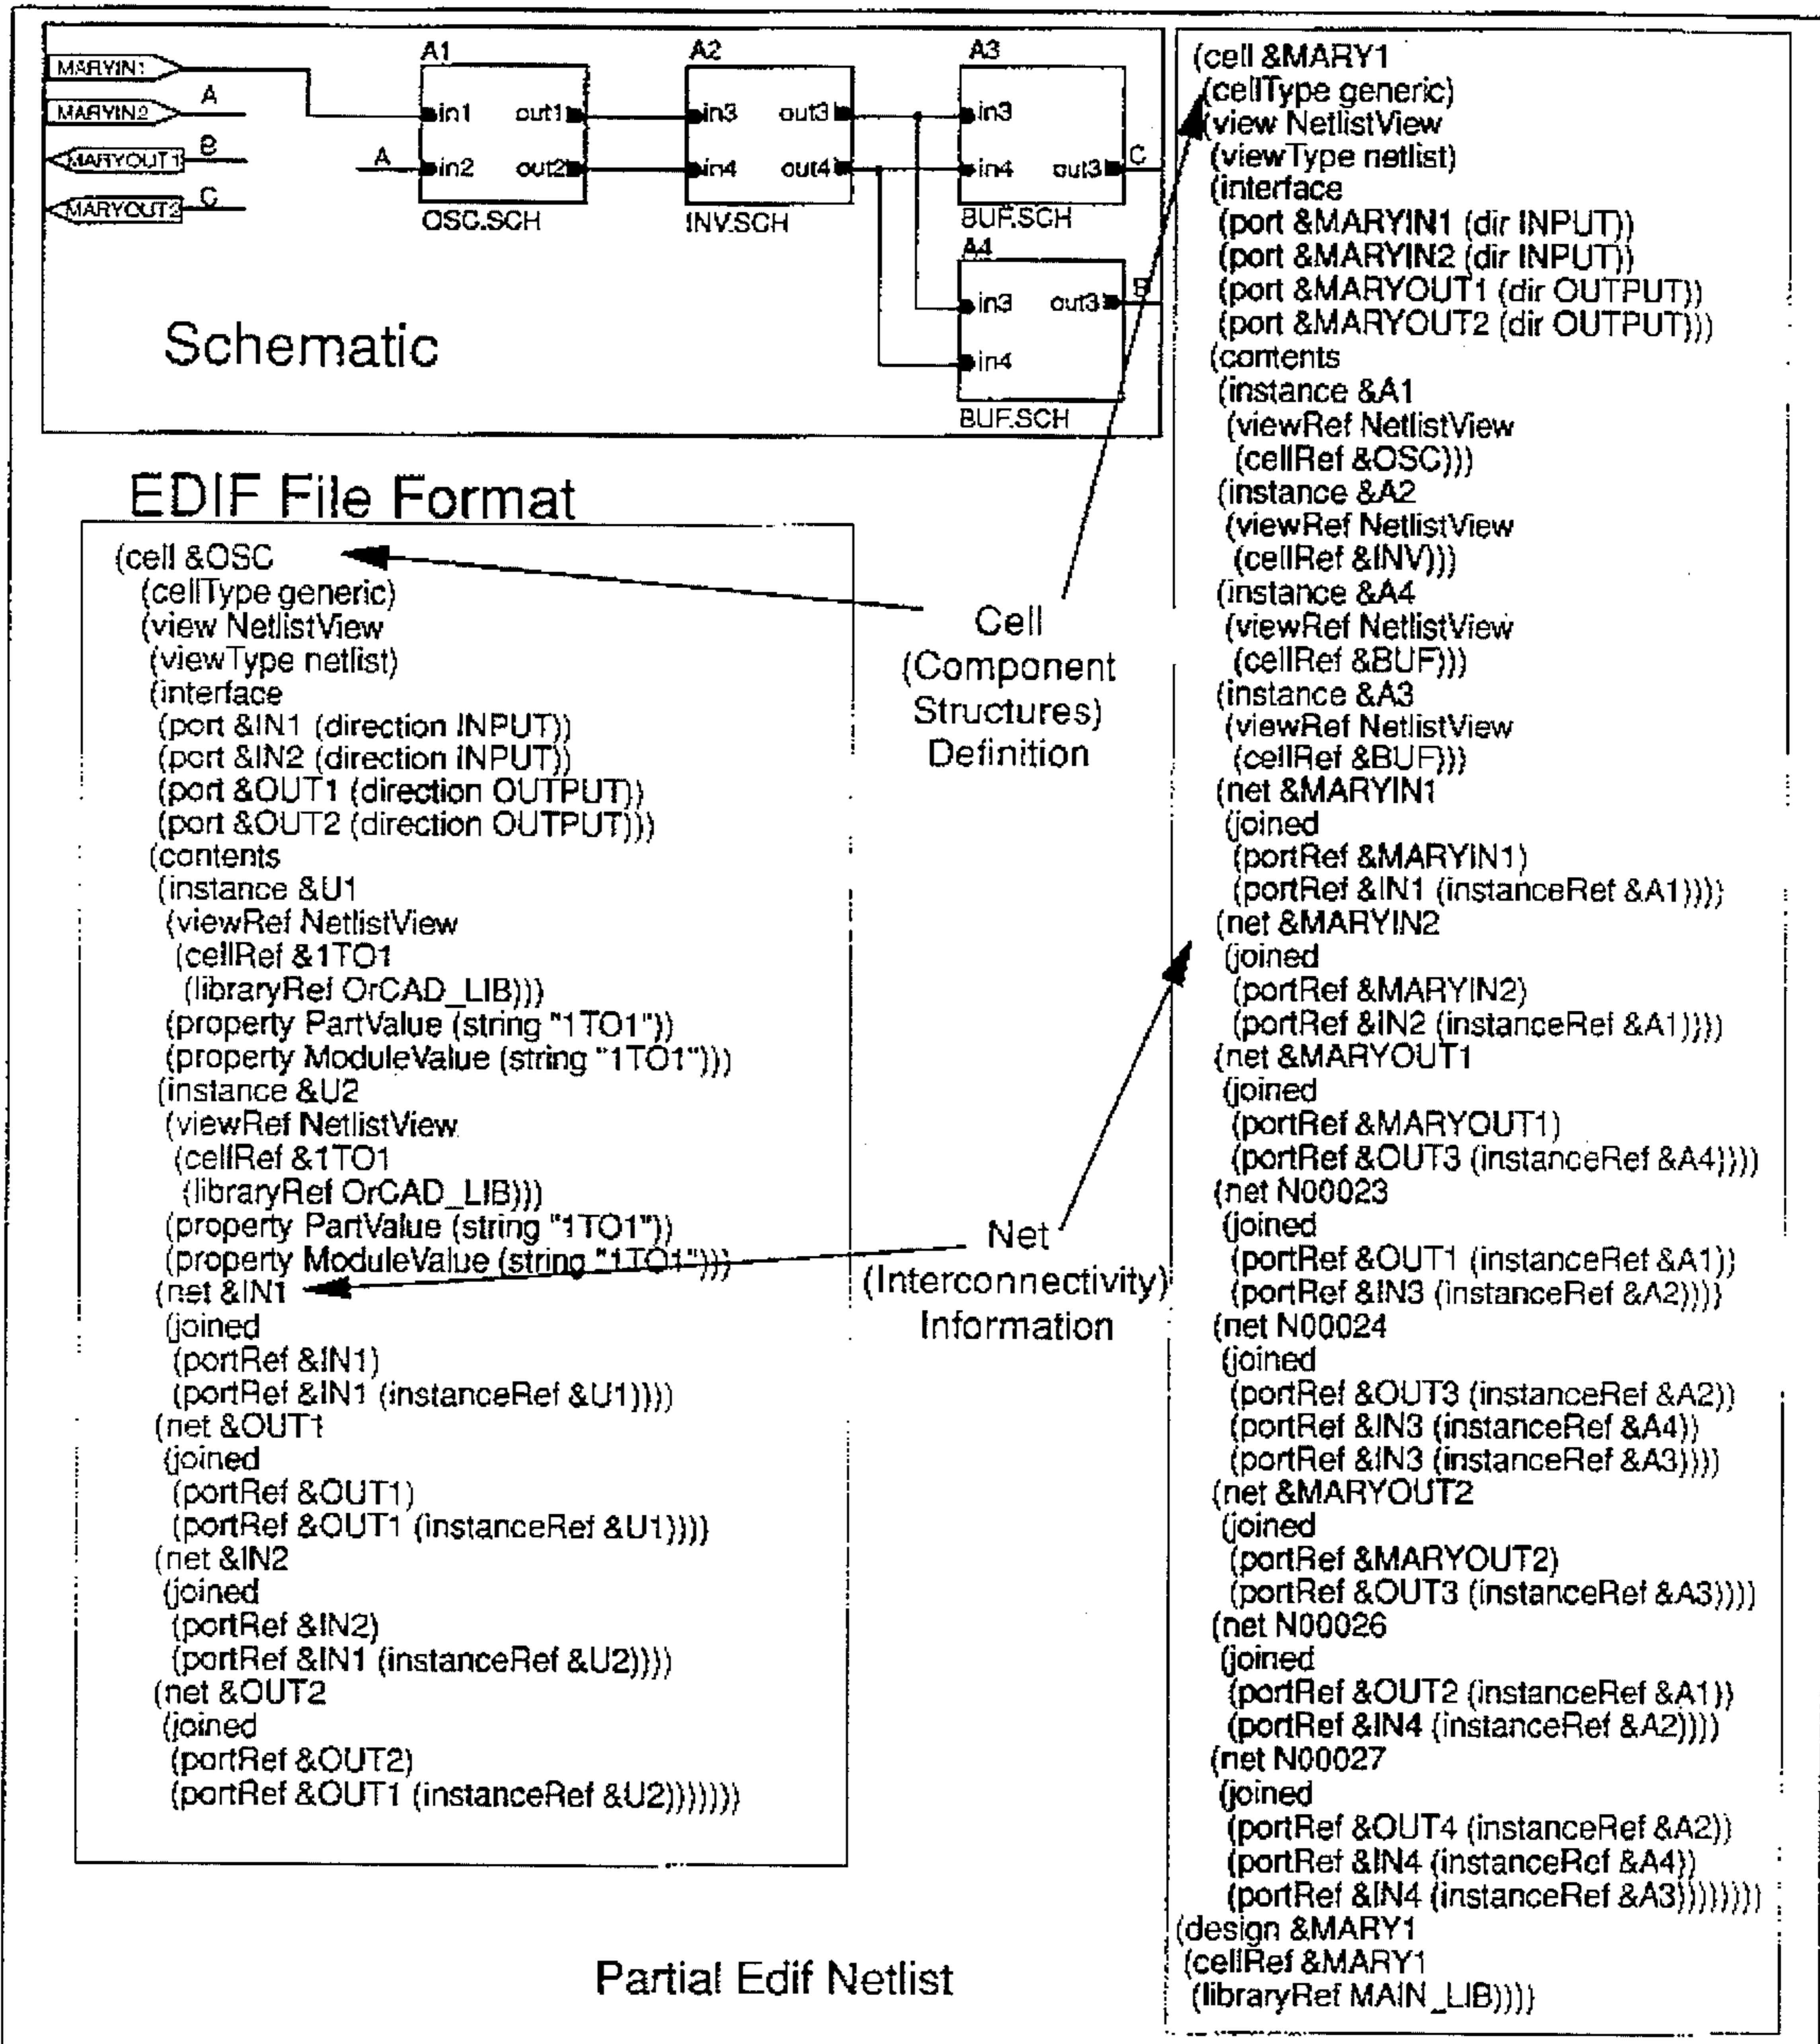 MARYIN1
MARYIN2
MARYOUT1
MARYOUT2
A
B
C
A
A1
in1
out1
in2
out2
OSC.SCH
A2
in3
out3
in4
out4
INV.SCH
A3
in3
in4
out3
C
BUF.SCH
A4
in3
out3
B
in4
BUF.SCH
Schematic
EDIF File Format
(cell &OSC
(cellType generic)
(view NetlistView
(viewType netlist)
(interface
(port &IN1 (direction INPUT))
(port &IN2 (direction INPUT))
(port &OUT1 (direction OUTPUT))
(port &OUT2 (direction OUTPUT)))
(contents
(instance &U1
(viewRef NetlistView
(cellRef &1TO1
(libraryRef OrCAD_LIB)))
(property PartValue (string "1TO1"))
(property ModuleValue (string "1TO1")))
(instance &U2
(viewRef NetlistView
(cellRef &1TO1
(libraryRef OrCAD_LIB)))
(property PartValue (string "1TO1"))
(property ModuleValue (string "1TO1")))
(net &IN1
(joined
(portRef &IN1)
(portRef &IN1 (instanceRef &U1))))
(net &OUT1
(joined
(portRef &OUT1)
(portRef &OUT1 (instanceRef &U1))))
(net &IN2
(joined
(portRef &IN2)
(portRef &IN1 (instanceRef &U2))))
(net &OUT2
(joined
(portRef &OUT2)
(portRef &OUT1 (instanceRef &U2)))))))
Cell
(Component
Structures)
Definition
Net
(Interconnectivity)
Information
(cell &MARY1
(cellType generic)
(view NetlistView
(viewType netlist)
(interface
(port &MARYIN1 (dir INPUT))
(port &MARYIN2 (dir INPUT))
(port &MARYOUT1 (dir OUTPUT))
(port &MARYOUT2 (dir OUTPUT)))
(contents
(instance &A1
(viewRef NetlistView
(cellRef &OSC)))
(instance &A2
(viewRef NetlistView
(cellRef &INV)))
(instance &A4
(viewRef NetlistView
(cellRef &BUF)))
(instance &A3
(viewRef NetlistView
(cellRef &BUF)))
(net &MARYIN1
(joined
(portRef &MARYIN1)
(portRef &IN1 (instanceRef &A1))))
(net &MARYIN2
(joined
(portRef &MARYIN2)
(portRef &IN2 (instanceRef &A1))))
(net &MARYOUT1
(joined
(portRef &MARYOUT1)
(portRef &OUT3 (instanceRef &A4))))
(net N00023
(joined
(portRef &OUT1 (instanceRef &A1))
(portRef &IN3 (instanceRef &A2))))
(net N00024
(joined
(portRef &OUT3 (instanceRef &A2))
(portRef &IN3 (instanceRef &A4))
(portRef &IN3 (instanceRef &A3))))
(net &MARYOUT2
(joined
(portRef &MARYOUT2)
(portRef &OUT3 (instanceRef &A3))))
(net N00026
(joined
(portRef &OUT2 (instanceRef &A1))
(portRef &IN4 (instanceRef &A2))))
(net N00027
(joined
(portRef &OUT4 (instanceRef &A2))
(portRef &IN4 (instanceRef &A4))
(portRef &IN4 (instanceRef &A3))))))))
(design &MARY1
(cellRef &MARY1
(libraryRef MAIN_LIB))))
Partial Edif Netlist